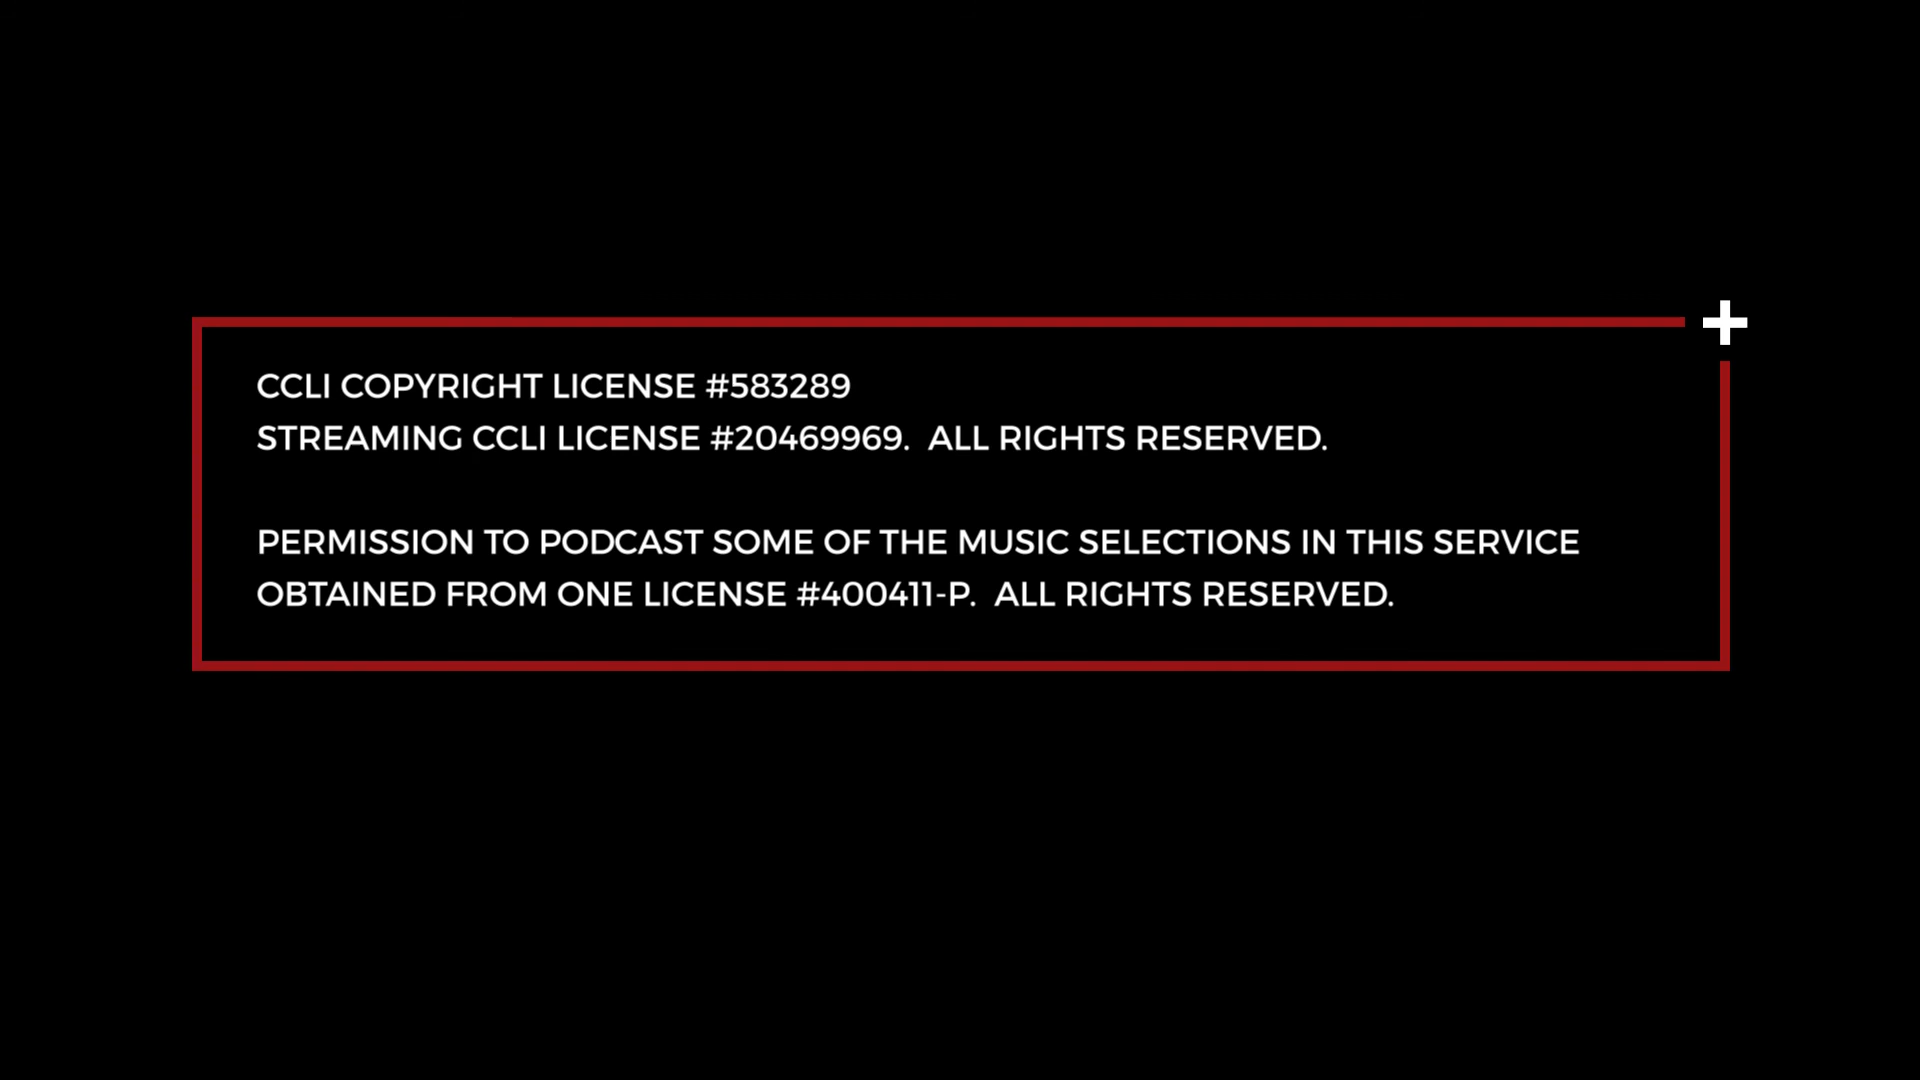 CCLI COPYRIGHT LICENSE #583289
STREAMING CCLI LICENSE #20469969.  ALL RIGHTS RESERVED.
PERMISSION TO PODCAST SOME OF THE MUSIC SELECTIONS IN THIS SERVICE
OBTAINED FROM ONE LICENSE #400411-P.  ALL RIGHTS RESERVED.